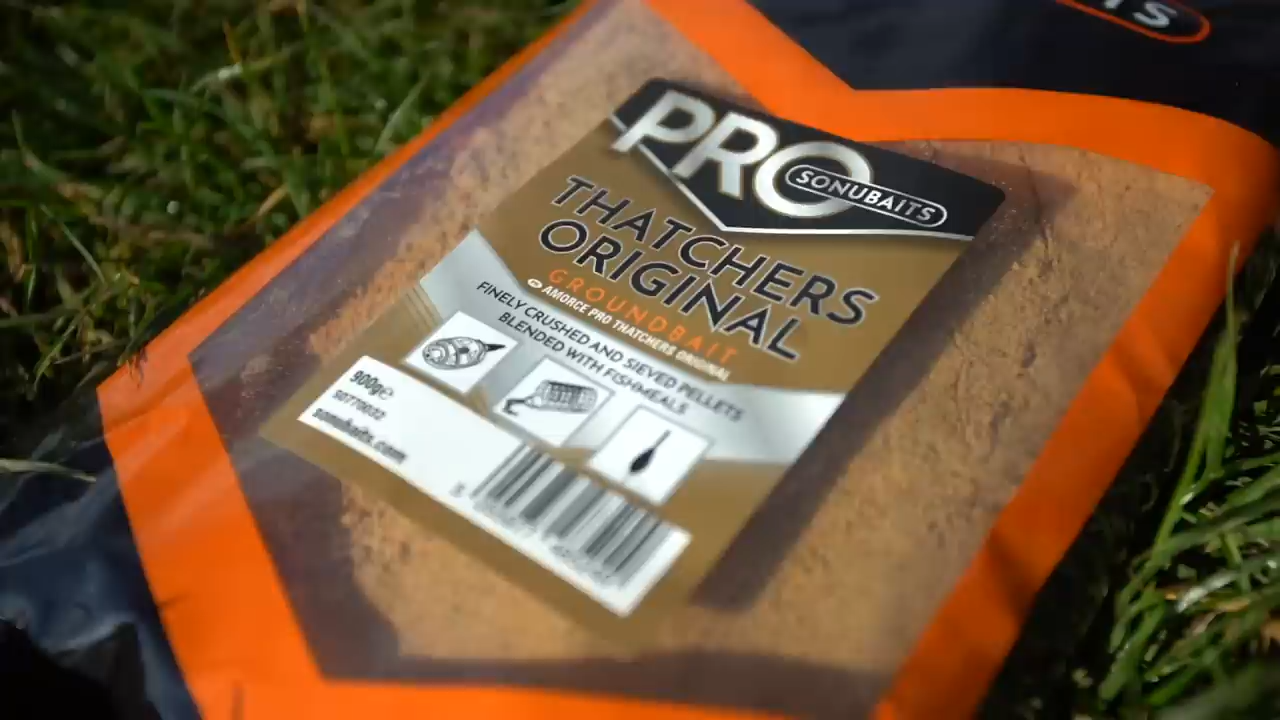 PRO
SONUBAITS
THATCHERS
ORIGINAL
GROUNDBAIT
AMORCE PRO THATCHERS ORIGINAL
FINELY CRUSHED AND SIEVED PELLETS
BLENDED WITH FISHMEALS
900g℮
S0770032
sonubaits.com